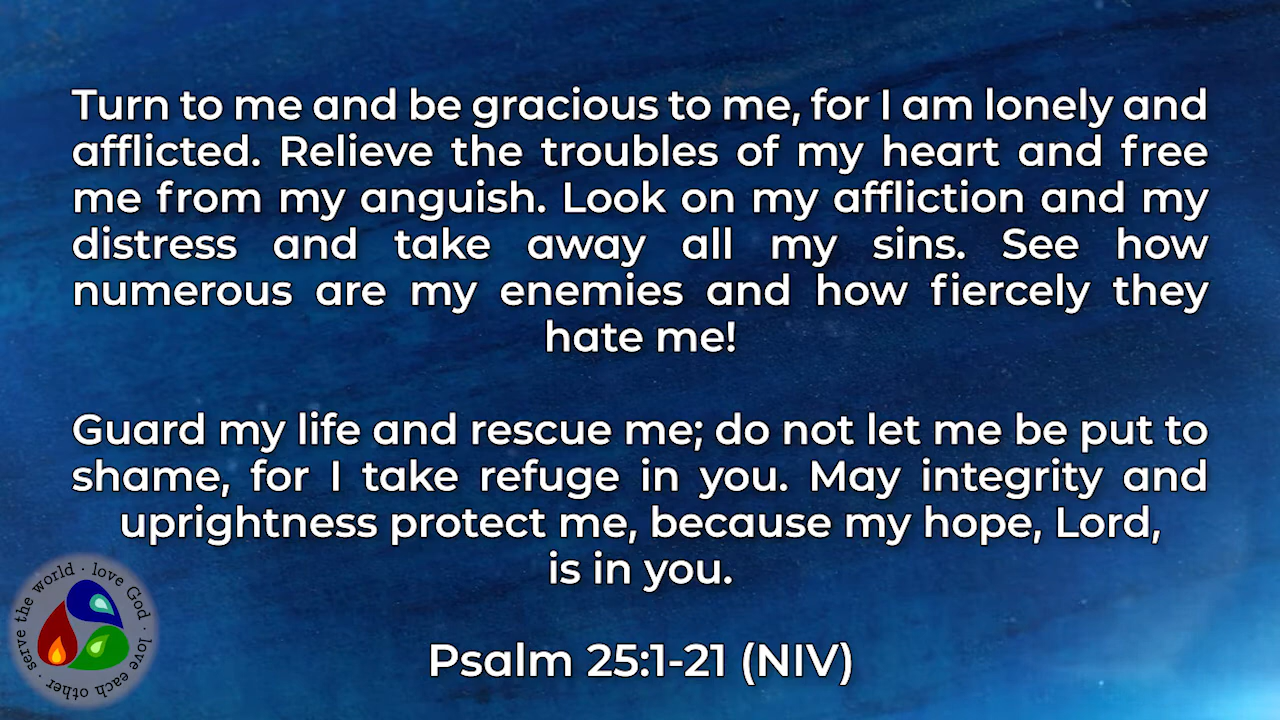 Turn to me and be gracious to me, for I am lonely and
afflicted. Relieve the troubles of my heart and free
me from my anguish. Look on my affliction and my
distress and take away all my sins. See how
numerous are my enemies and how fiercely they
hate me!
Guard my life and rescue me; do not let me be put to
shame, for I take refuge in you. May integrity and
uprightness protect me, because my hope, Lord,
is in you.
serve the world · love God · love each other ·
Psalm 25:1-21 (NIV)